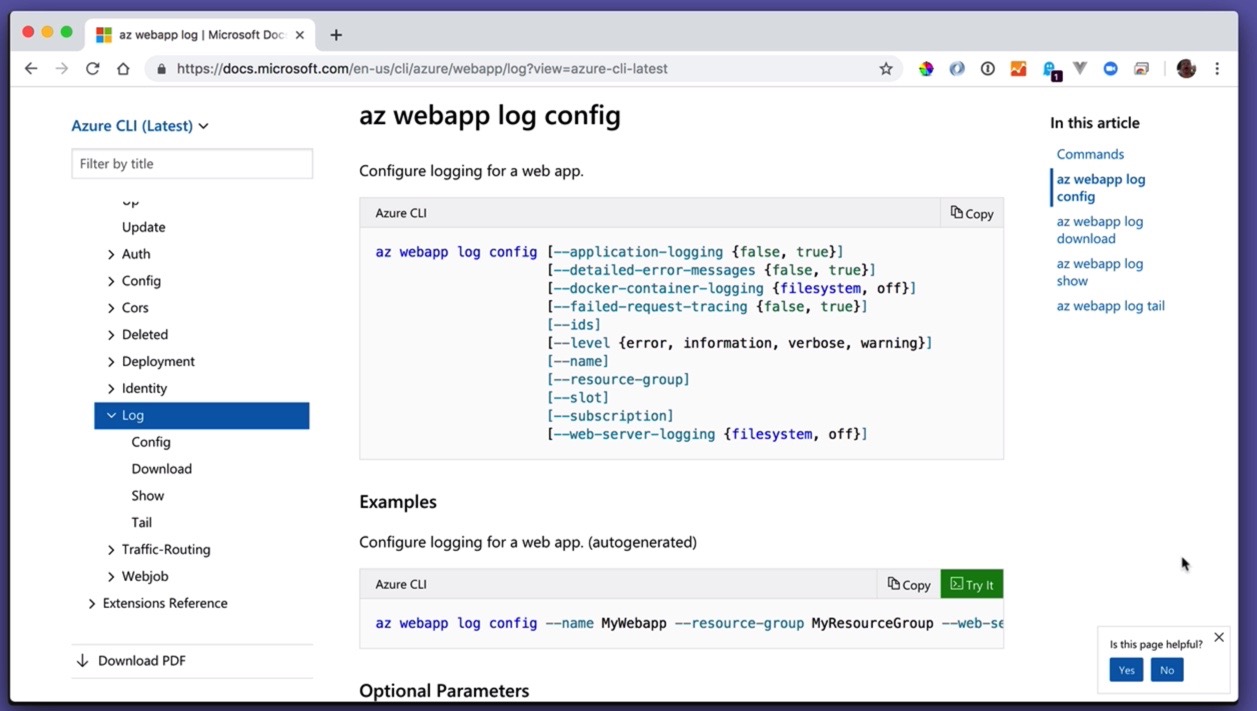 az webapp log | Microsoft Doc
https://docs.microsoft.com/en-us/cli/azure/webapp/log?view=azure-cli-latest
1
Azure CLI (Latest)
Filter by title
Update
Auth
Config
Cors
Deleted
Deployment
Identity
Log
Config
Download
Show
Tail
Traffic-Routing
Webjob
Extensions Reference
Download PDF
az webapp log config
Configure logging for a web app.
Azure CLI
Copy
az webapp log config [--application-logging {false, true}]
[--detailed-error-messages {false, true}]
[--docker-container-logging {filesystem, off}]
[--failed-request-tracing {false, true}]
[--ids]
[--level {error, information, verbose, warning}]
[--name]
[--resource-group]
[--slot]
[--subscription]
[--web-server-logging {filesystem, off}]
Examples
Configure logging for a web app. (autogenerated)
Azure CLI
Copy
Try It
az webapp log config --name MyWebapp --resource-group MyResourceGroup --web-se
Optional Parameters
In this article
Commands
az webapp log
config
az webapp log
download
az webapp log
show
az webapp log tail
Is this page helpful?
Yes
No